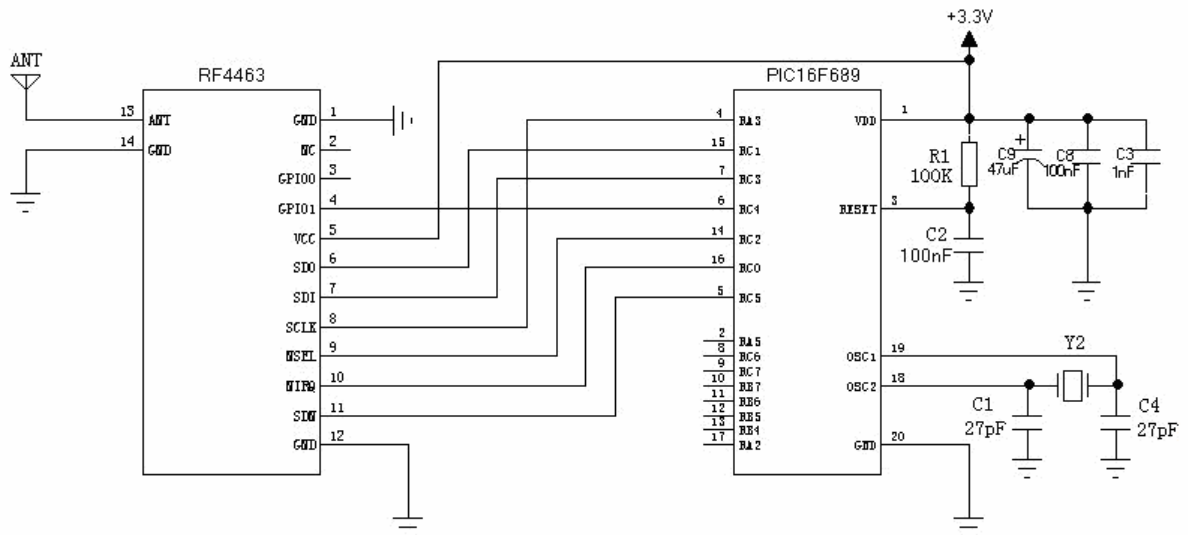 +3.3V
ANT
RF4463
PIC16F689
13 ANT
14 GND
GND 1
NC 2
GPIO0 3
GPIO1 4
VCC 5
SDO 6
SDI 7
SCLK 8
NSEL 9
NIRQ 10
SDN 11
GND 12
4 RA3
15 RC1
7 RC3
6 RC4
14 RC2
16 RC0
5 RC5
2 RA5
8 RC6
9 RC7
10 RB7
11 RB6
12 RB5
13 RB4
17 RA2
VDD 1
RESET 3
OSC1 19
OSC2 18
GND 20
R1
100K
C2
100nF
+
C9
47uF
C8
100nF
C3
1nF
Y2
C1
27pF
C4
27pF